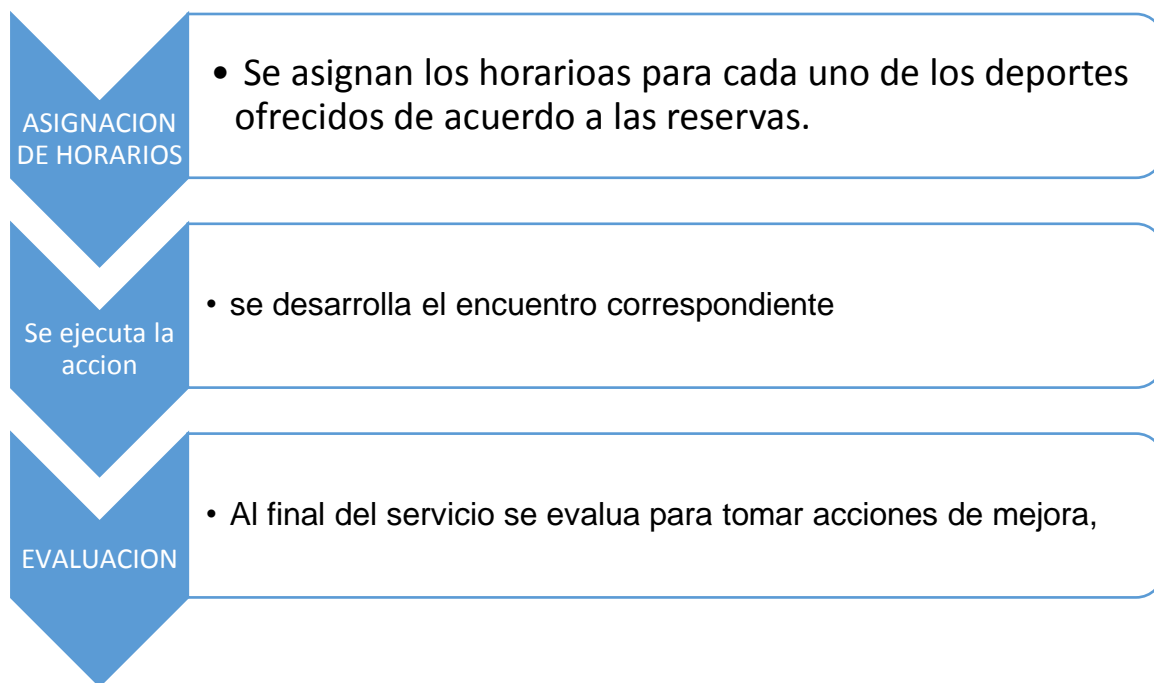 ASIGNACION
DE HORARIOS
• Se asignan los horarioas para cada uno de los deportes
ofrecidos de acuerdo a las reservas.
Se ejecuta la
accion
• se desarrolla el encuentro correspondiente
EVALUACION
• Al final del servicio se evalua para tomar acciones de mejora,